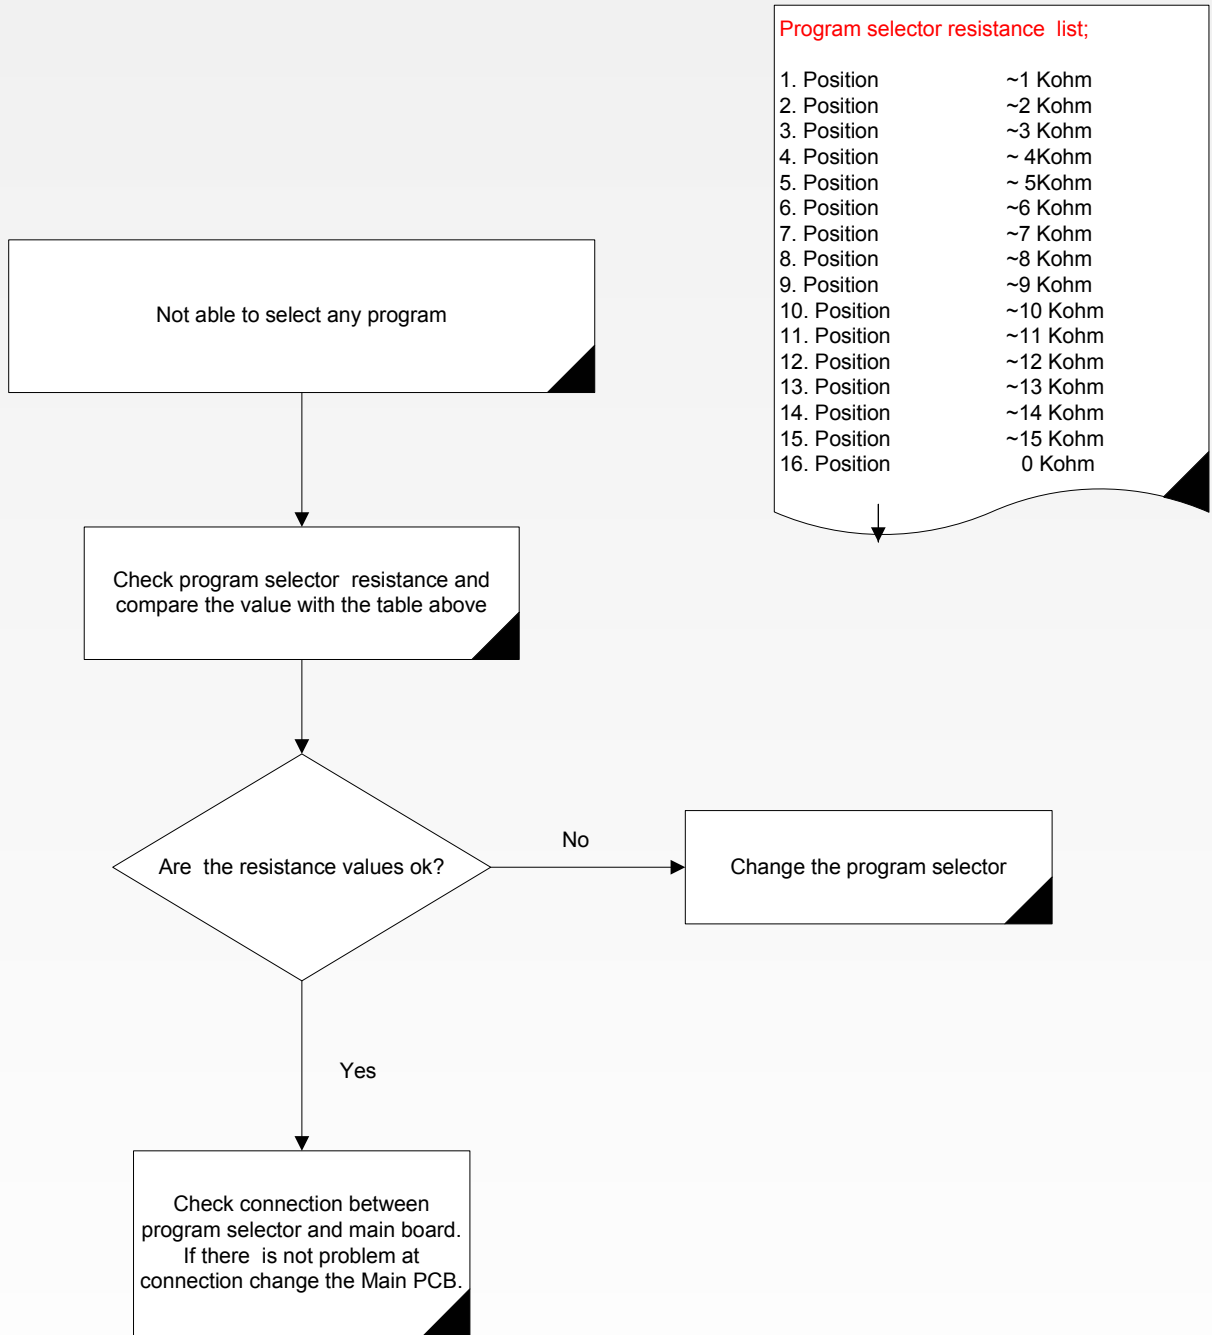 Program selector resistance list;
1. Position ~1 Kohm
2. Position ~2 Kohm
3. Position ~3 Kohm
4. Position ~ 4Kohm
5. Position ~ 5Kohm
6. Position ~6 Kohm
7. Position ~7 Kohm
8. Position ~8 Kohm
9. Position ~9 Kohm
10. Position ~10 Kohm
11. Position ~11 Kohm
12. Position ~12 Kohm
13. Position ~13 Kohm
14. Position ~14 Kohm
15. Position ~15 Kohm
16. Position 0 Kohm
Not able to select any program
Check program selector resistance and
compare the value with the table above
Are the resistance values ok?
No
Change the program selector
Yes
Check connection between
program selector and main board.
If there is not problem at
connection change the Main PCB.